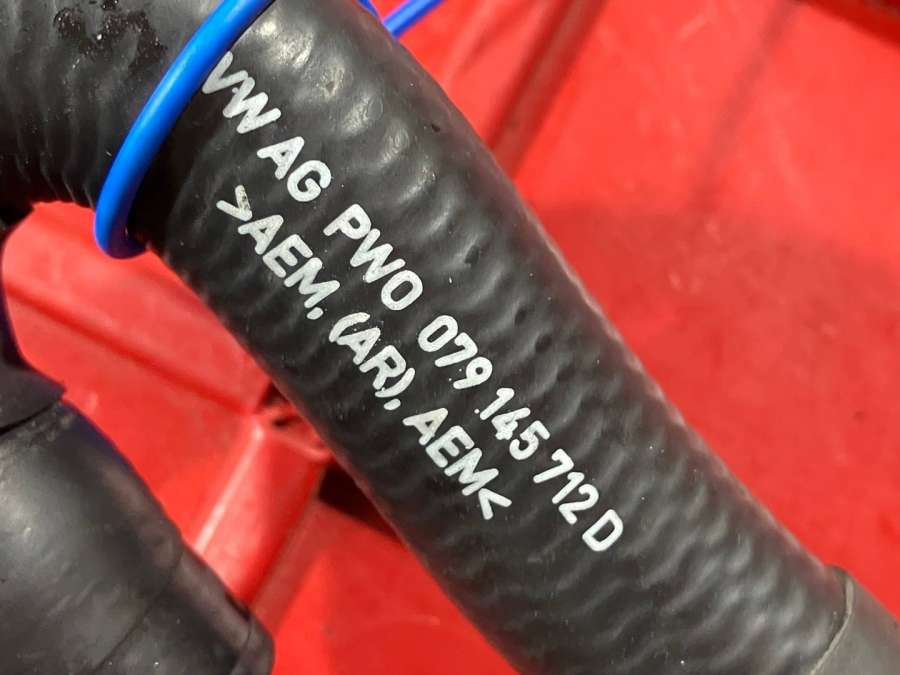 VW AG PWO 079 145 712 D
>AEM, (AR), AEM<